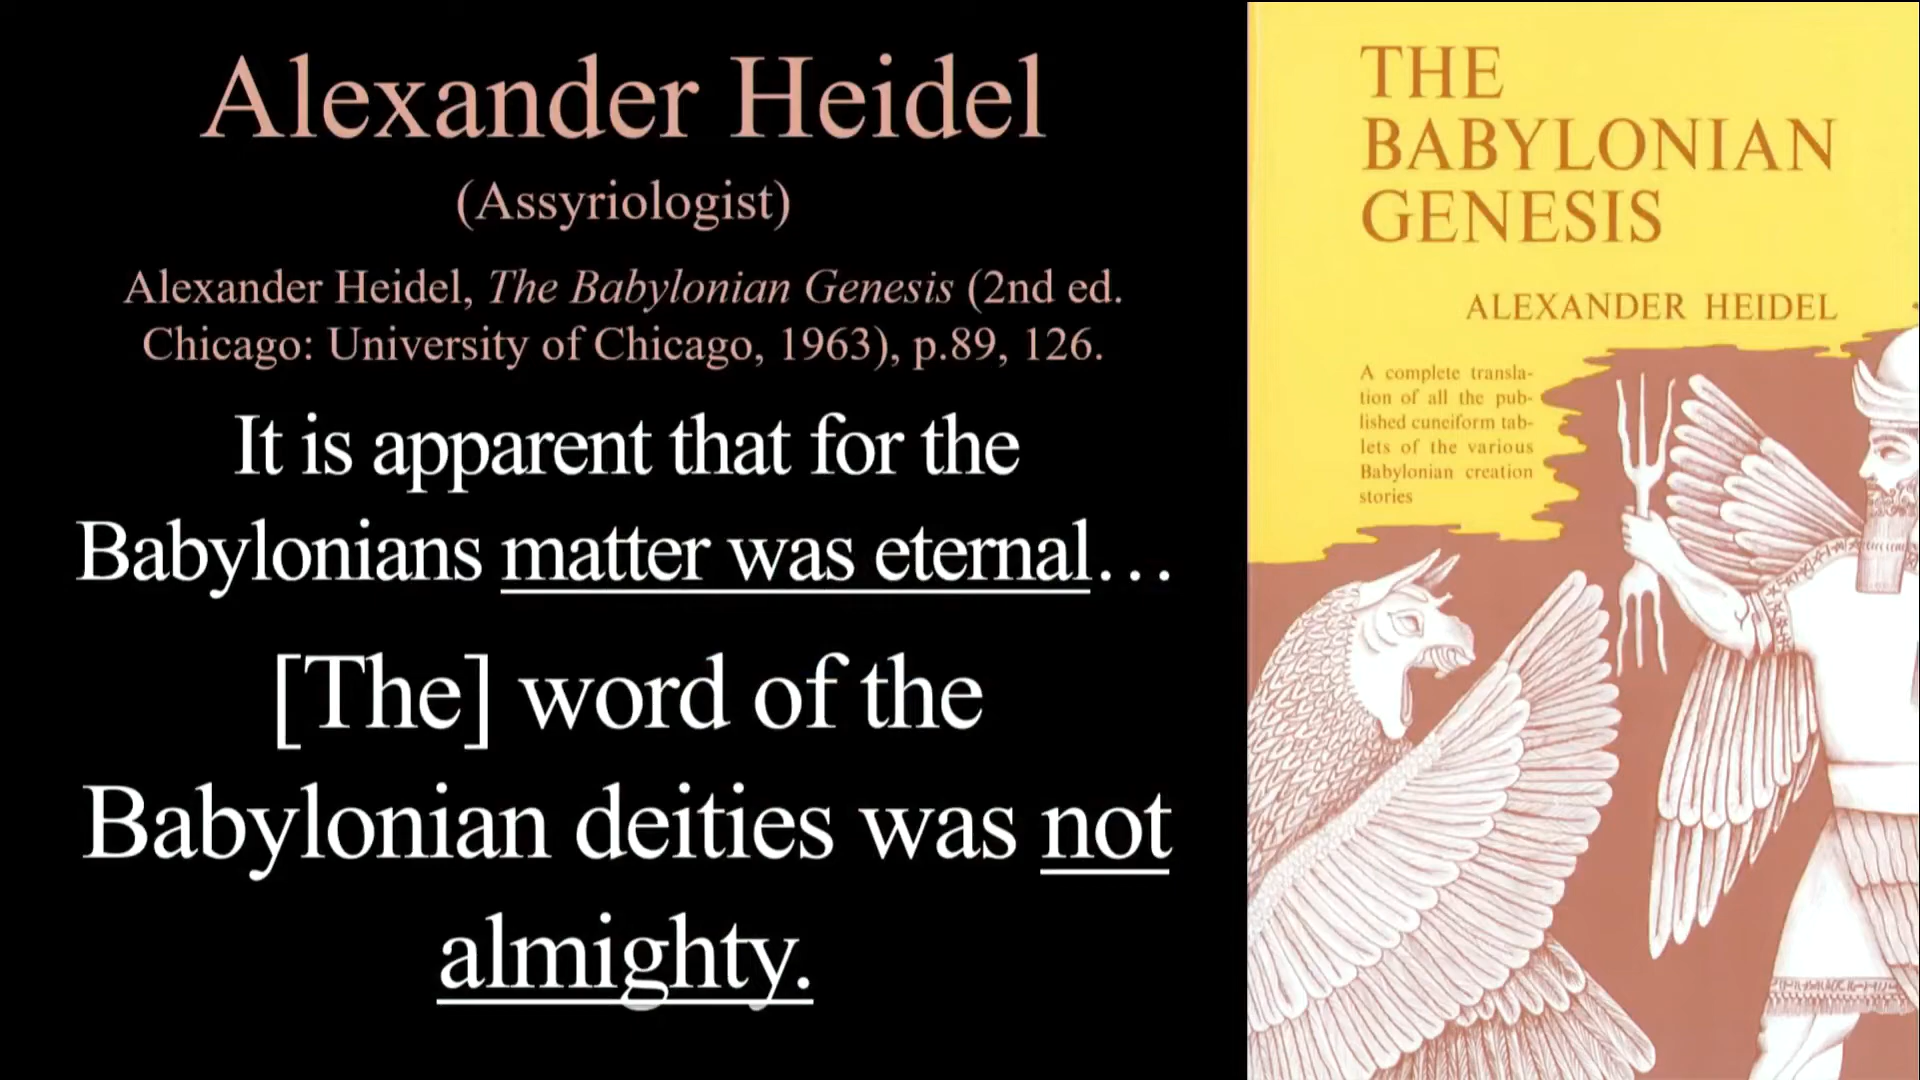 Alexander Heidel
(Assyriologist)
Alexander Heidel, The Babylonian Genesis (2nd ed.
Chicago: University of Chicago, 1963), p.89, 126.
It is apparent that for the
Babylonians matter was eternal…
[The] word of the
Babylonian deities was not
almighty.
THE
BABYLONIAN
GENESIS
ALEXANDER HEIDEL
A complete transla-
tion of all the pub-
lished cuneiform tab-
lets of the various
Babylonian creation
stories